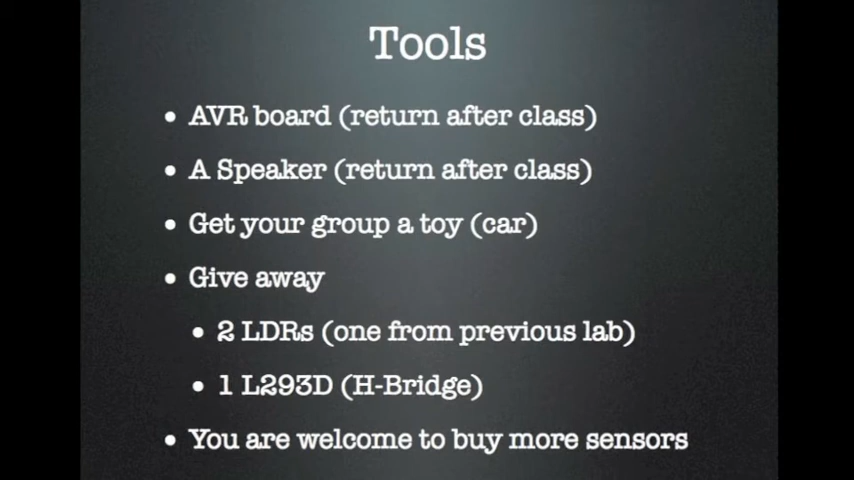 Tools
• AVR board (return after class)
• A Speaker (return after class)
• Get your group a toy (car)
• Give away
• 2 LDRs (one from previous lab)
• 1 L293D (H-Bridge)
• You are welcome to buy more sensors